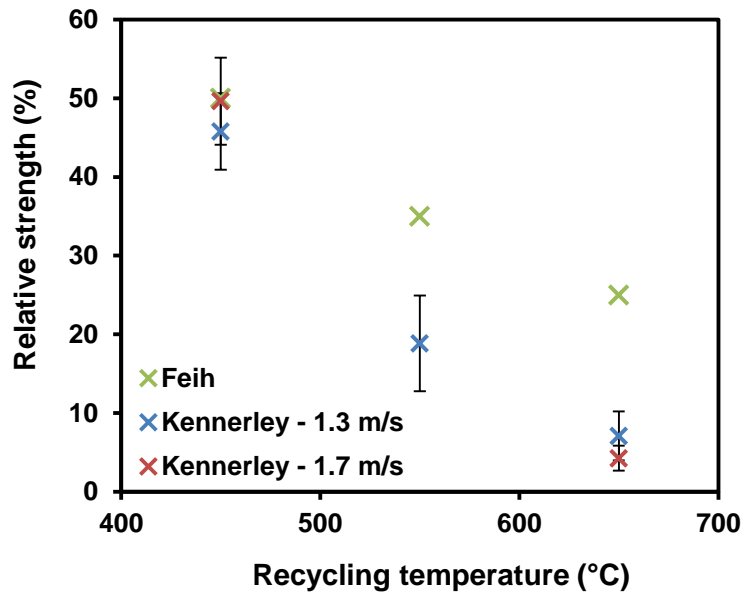 Relative strength (%)
60
50
40
30
20
10
0
Feih
Kennerley - 1.3 m/s
Kennerley - 1.7 m/s
400 500 600 700
Recycling temperature (°C)